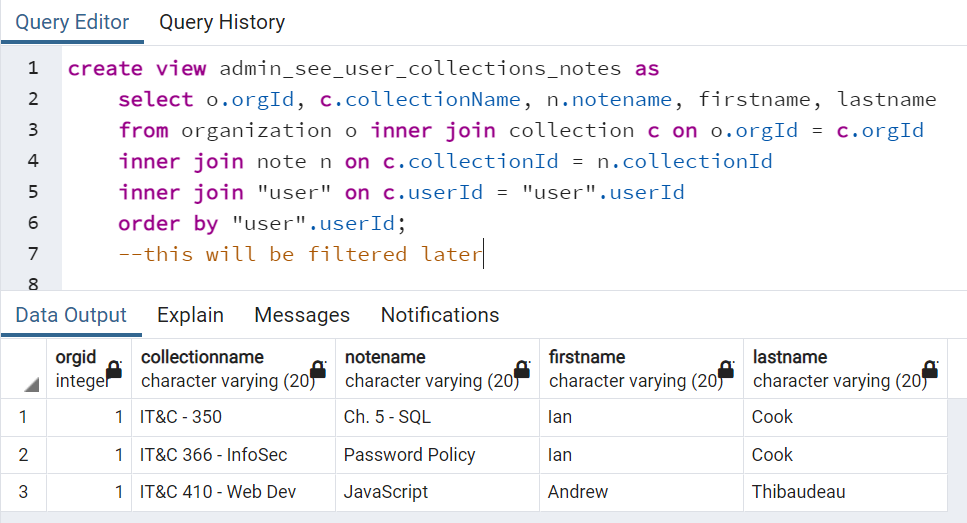 Query Editor Query History
1 create view admin_see_user_collections_notes as
2 select o.orgId, c.collectionName, n.notename, firstname, lastname
3 from organization o inner join collection c on o.orgId = c.orgId
4 inner join note n on c.collectionId = n.collectionId
5 inner join "user" on c.userId = "user".userId
6 order by "user".userId;
7 --this will be filtered later
8
Data Output Explain Messages Notifications
orgid collectionname notename firstname lastname
integer character varying (20) character varying (20) character varying (20) character varying (20)
1 1 IT&C - 350 Ch. 5 - SQL Ian Cook
2 1 IT&C 366 - InfoSec Password Policy Ian Cook
3 1 IT&C 410 - Web Dev JavaScript Andrew Thibaudeau